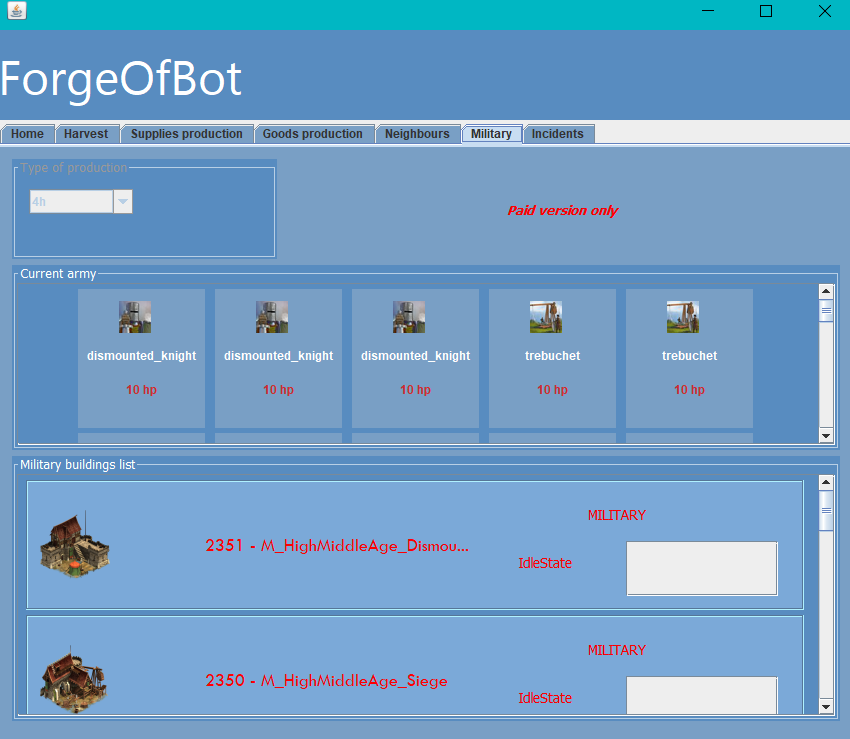 ForgeOfBot
Home Harvest Supplies production Goods production Neighbours Military Incidents
Type of production
4h
Paid version only
Current army
dismounted_knight dismounted_knight dismounted_knight trebuchet trebuchet
10 hp 10 hp 10 hp 10 hp 10 hp
Military buildings list
MILITARY
2351 - M_HighMiddleAge_Dismou...
IdleState
MILITARY
2350 - M_HighMiddleAge_Siege
IdleState